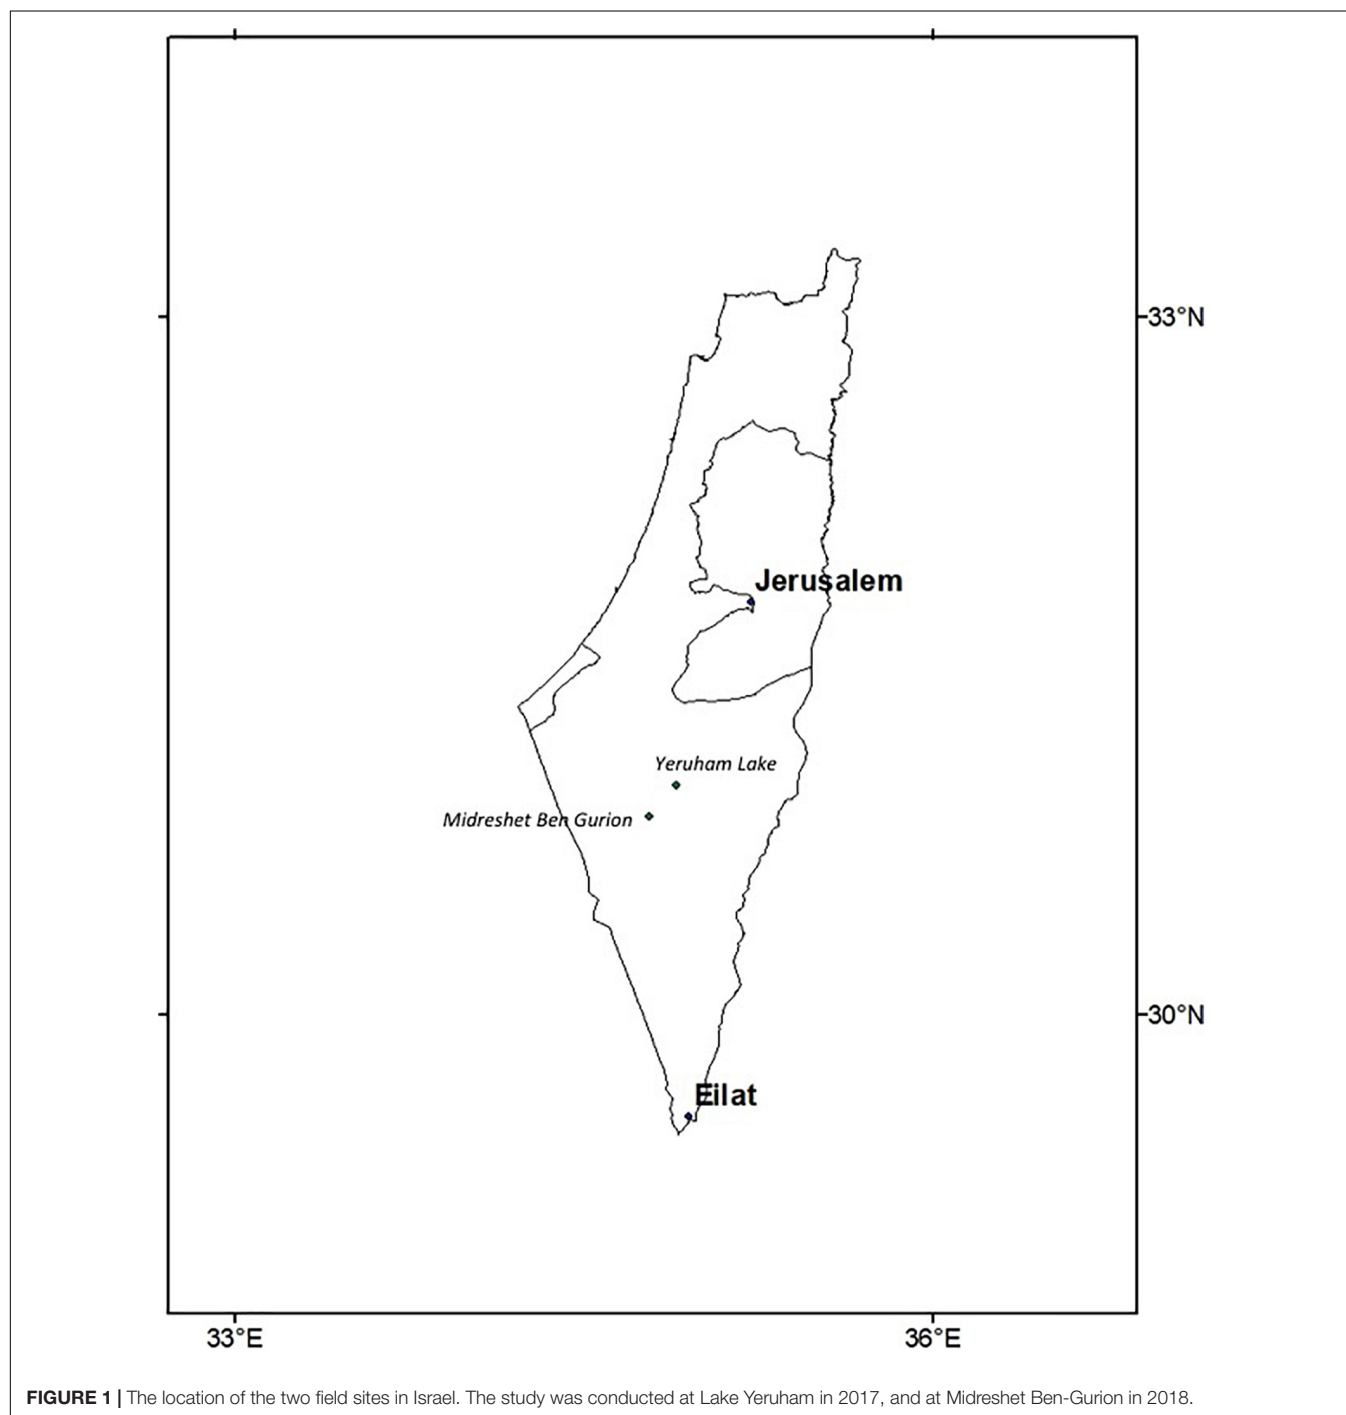 33°N
Jerusalem
Yeruham Lake
Midreshet Ben Gurion
30°N
Eilat
33°E
36°E
FIGURE 1 | The location of the two field sites in Israel. The study was conducted at Lake Yeruham in 2017, and at Midreshet Ben-Gurion in 2018.